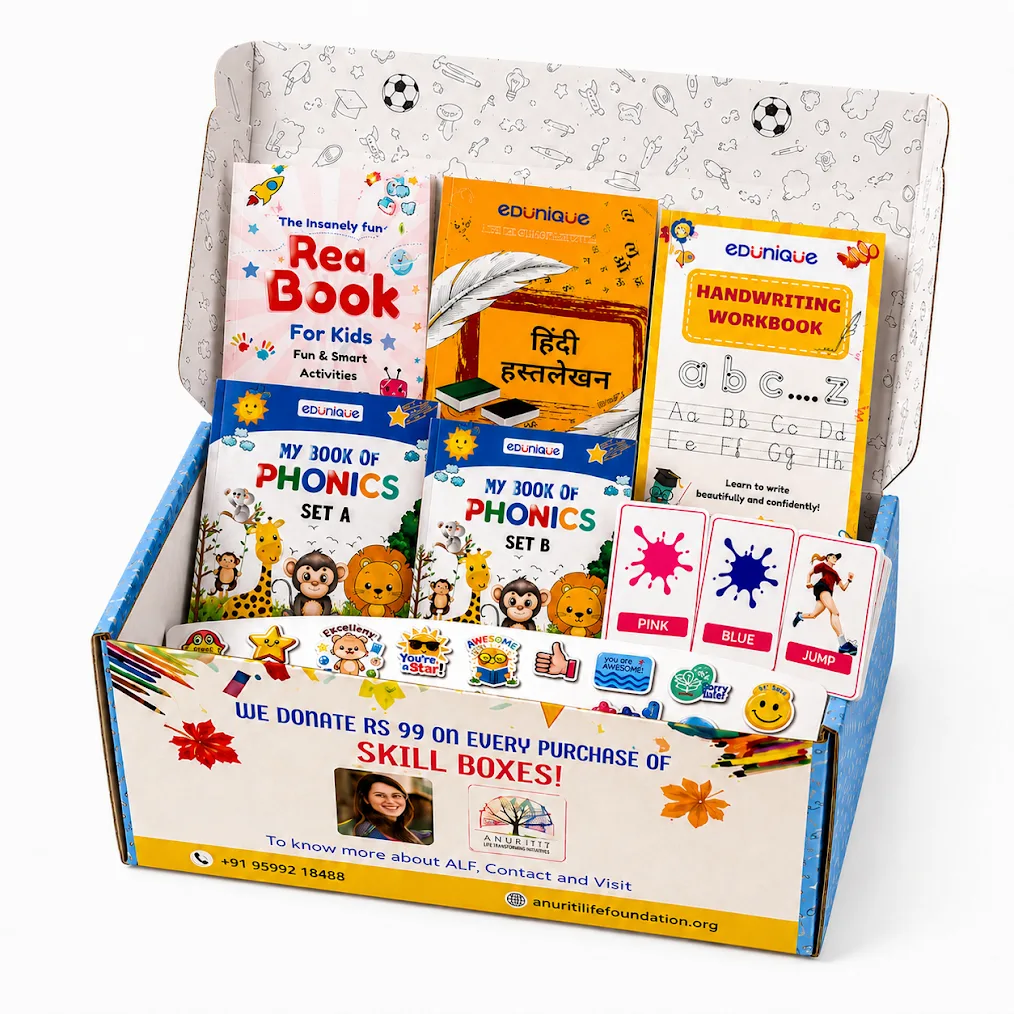 The Insanely fun
Rea
Book
For Kids
Fun & Smart
Activities
EDUNIQUE
हिंदी
हस्तलेखन
EDUNIQUE
HANDWRITING
WORKBOOK
a b c....z
Aa Bb Cc Dd
Ee Ff Gg Hh
Learn to write
beautifully and confidently!
EDUNIQUE
MY BOOK OF
PHONICS
SET A
EDUNIQUE
MY BOOK OF
PHONICS
SET B
PINK
BLUE
JUMP
Excelleny!
You're
a Star!
AWESOME!
you are
AWESOME!
WE DONATE RS 99 ON EVERY PURCHASE OF
SKILL BOXES!
ANURITIT
LIFE TRANSFORMING INITIATIVES
To know more about ALF, Contact and Visit
+91 95992 18488
anuritilifefoundation.org